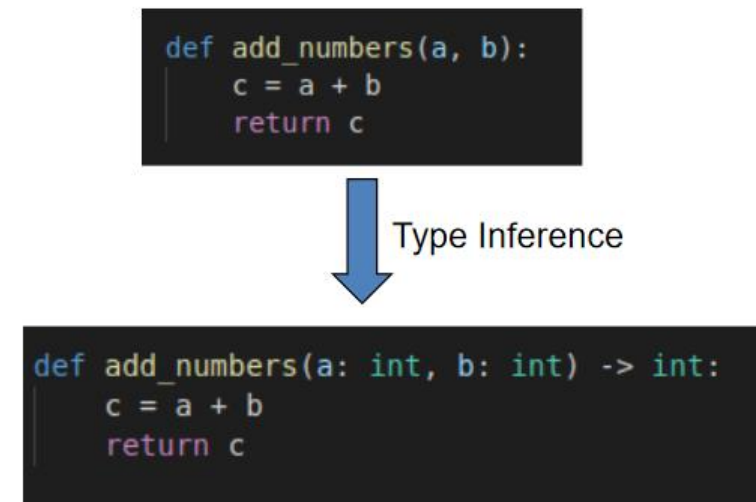 def add_numbers(a, b):
    c = a + b
    return c
Type Inference
def add_numbers(a: int, b: int) -> int:
    c = a + b
    return c